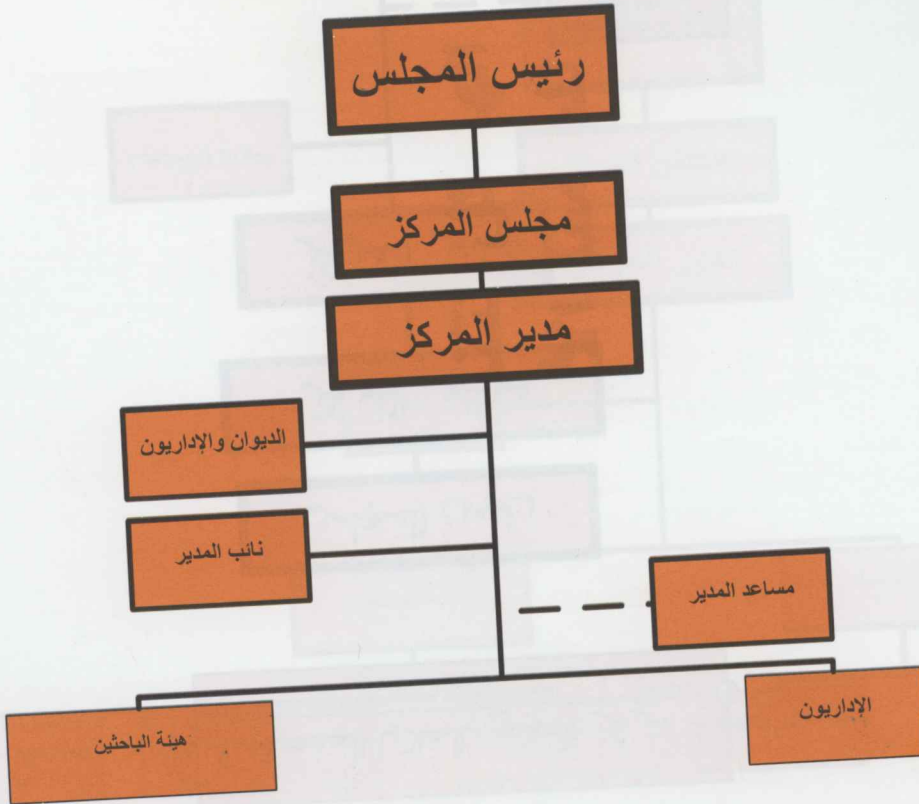 رئيس المجلس
مجلس المركز
مدير المركز
الديوان والإداريون
نائب المدير
مساعد المدير
الإداريون
هيئة الباحثين